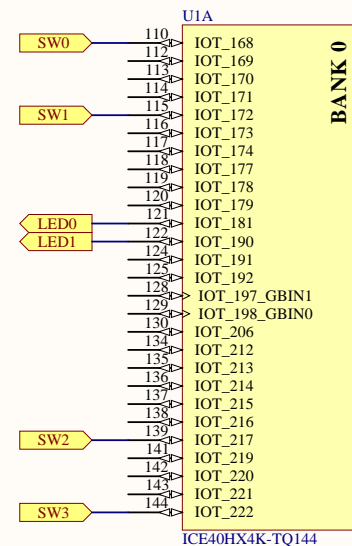 U1A
BANK 0
SW0 110 IOT_168
112 IOT_169
113 IOT_170
114 IOT_171
SW1 115 IOT_172
116 IOT_173
117 IOT_174
118 IOT_177
119 IOT_178
120 IOT_179
LED0 121 IOT_181
LED1 122 IOT_190
124 IOT_191
125 IOT_192
128 IOT_197_GBIN1
129 IOT_198_GBIN0
130 IOT_206
134 IOT_212
135 IOT_213
136 IOT_214
137 IOT_215
138 IOT_216
SW2 139 IOT_217
141 IOT_219
142 IOT_220
143 IOT_221
SW3 144 IOT_222
ICE40HX4K-TQ144